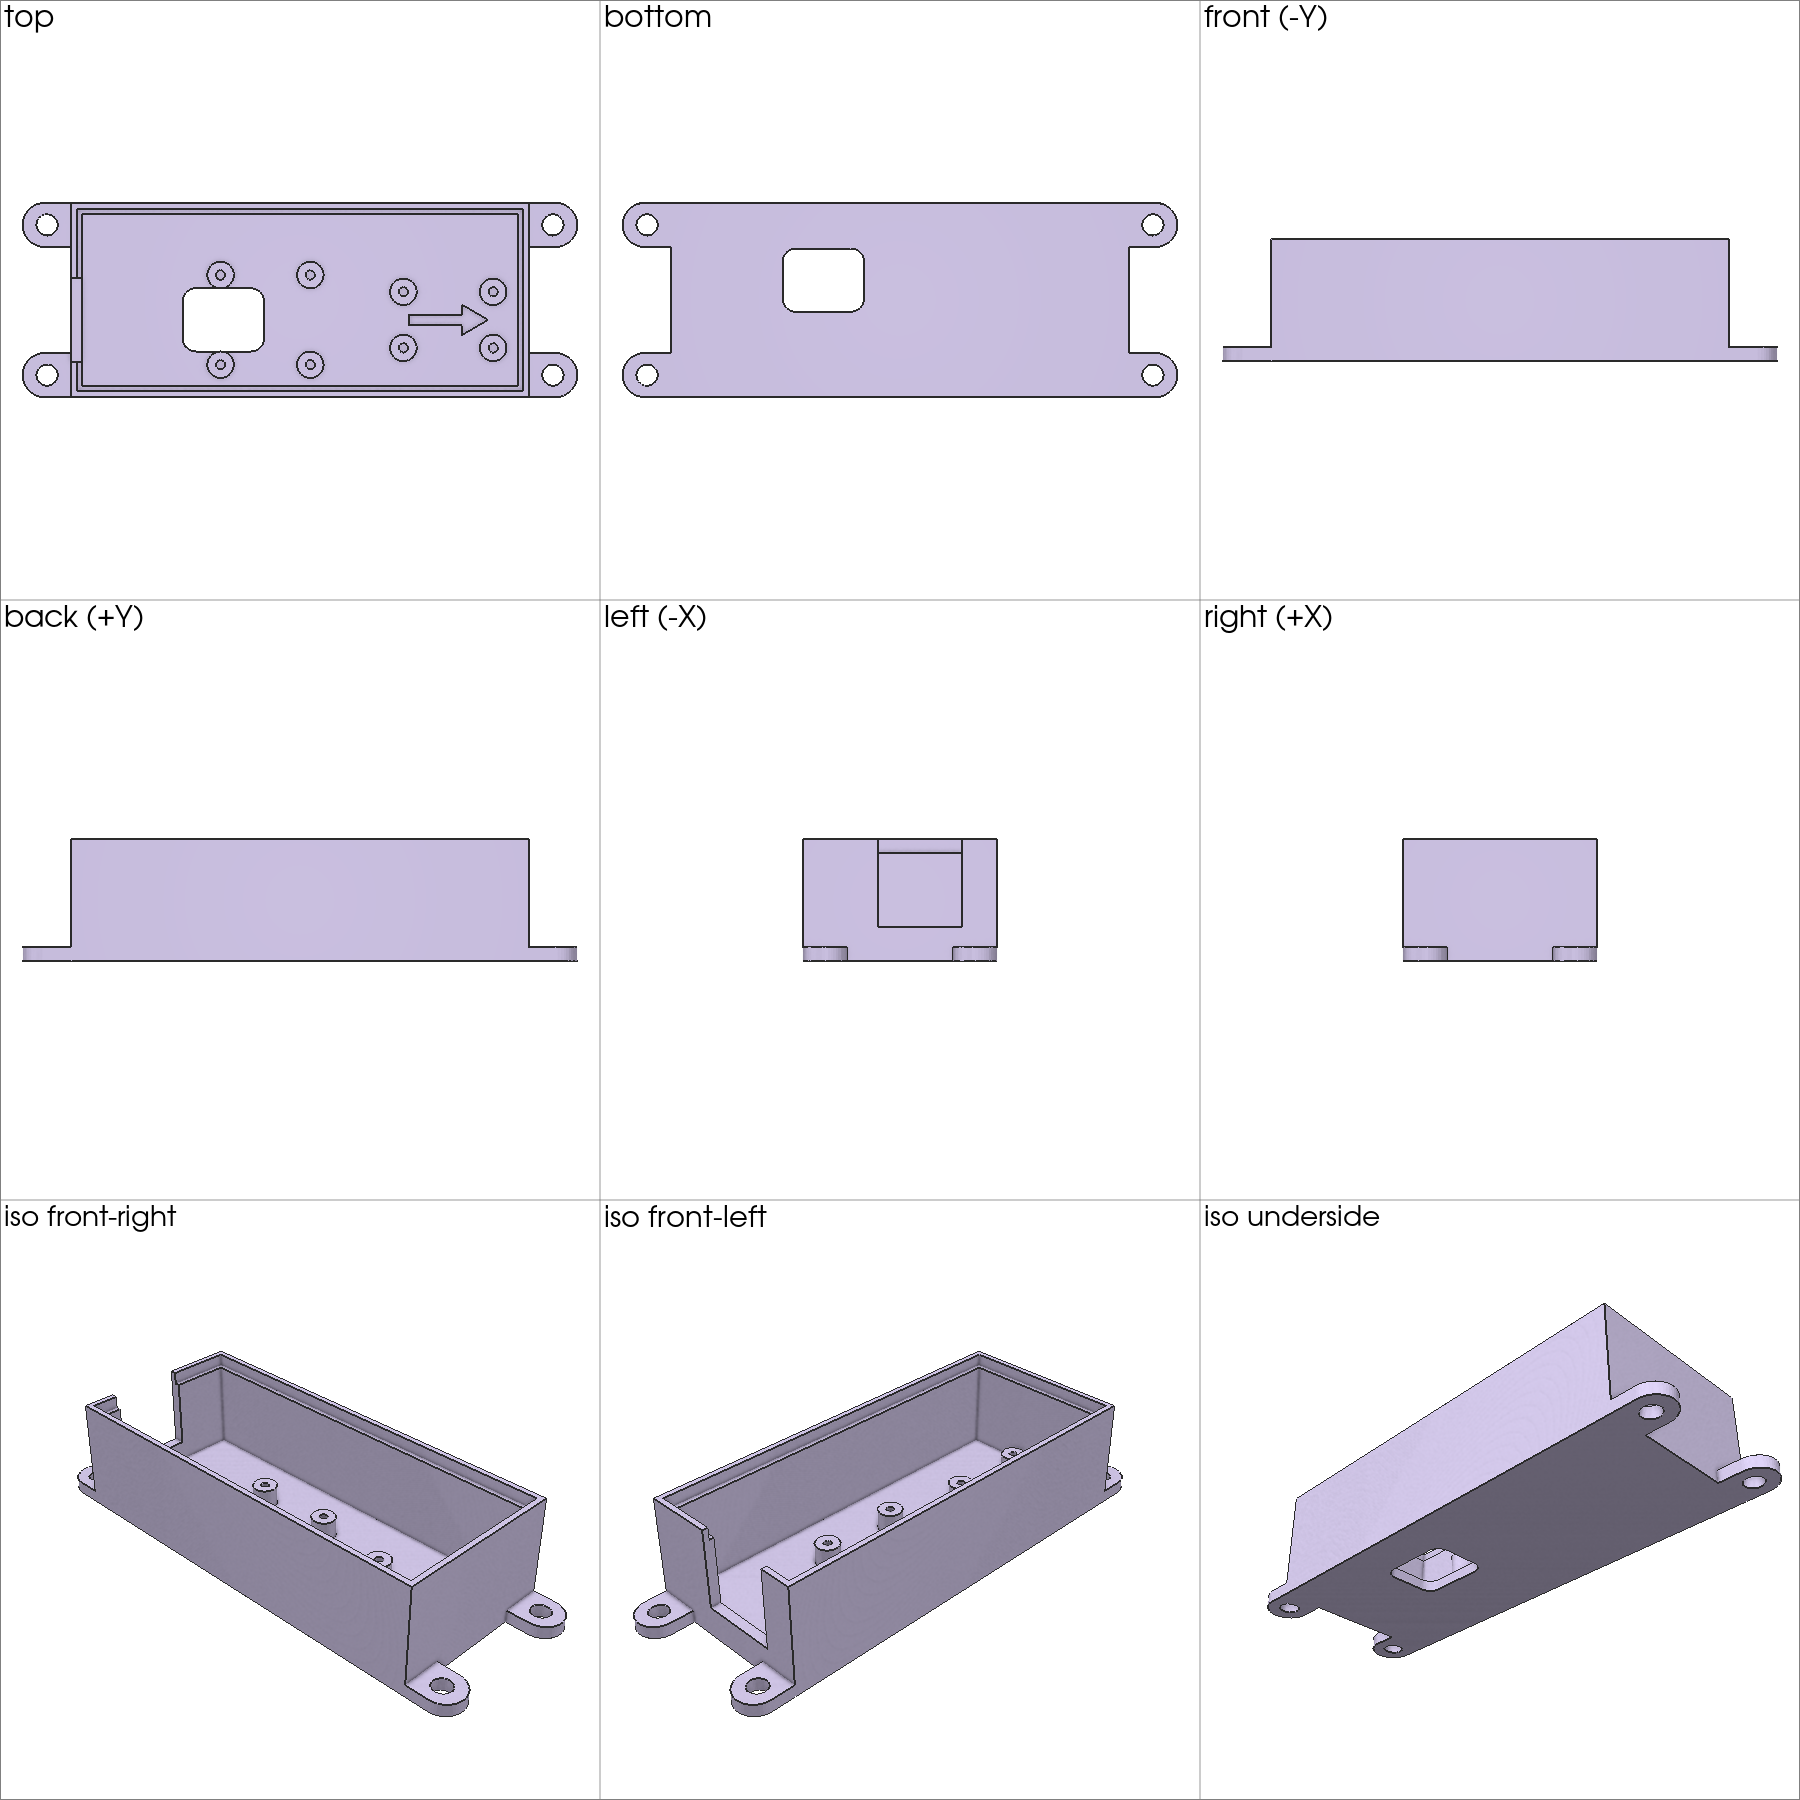 top
bottom
front (-Y)
back (+Y)
left (-X)
right (+X)
iso front-right
iso front-left
iso underside